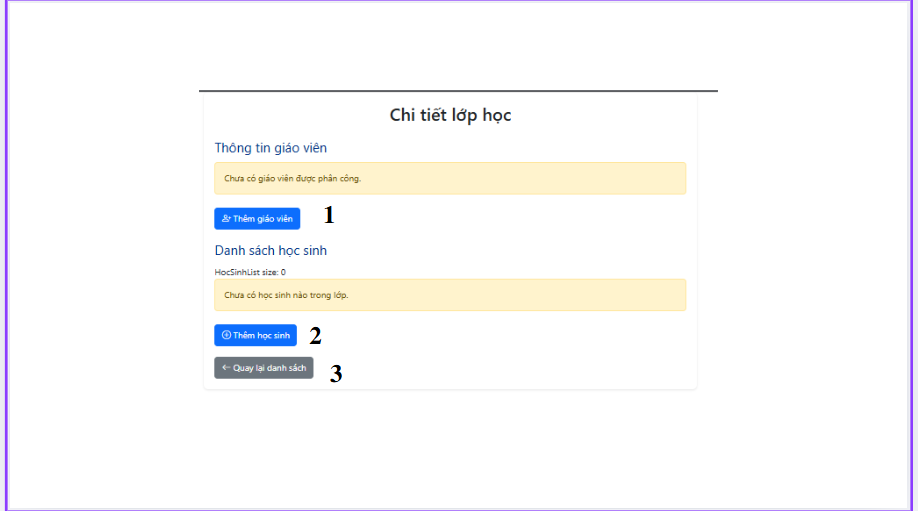 Chi tiết lớp học
Thông tin giáo viên
Chưa có giáo viên được phân công.
Thêm giáo viên 1
Danh sách học sinh
HocSinhList size: 0
Chưa có học sinh nào trong lớp.
Thêm học sinh 2
← Quay lại danh sách 3